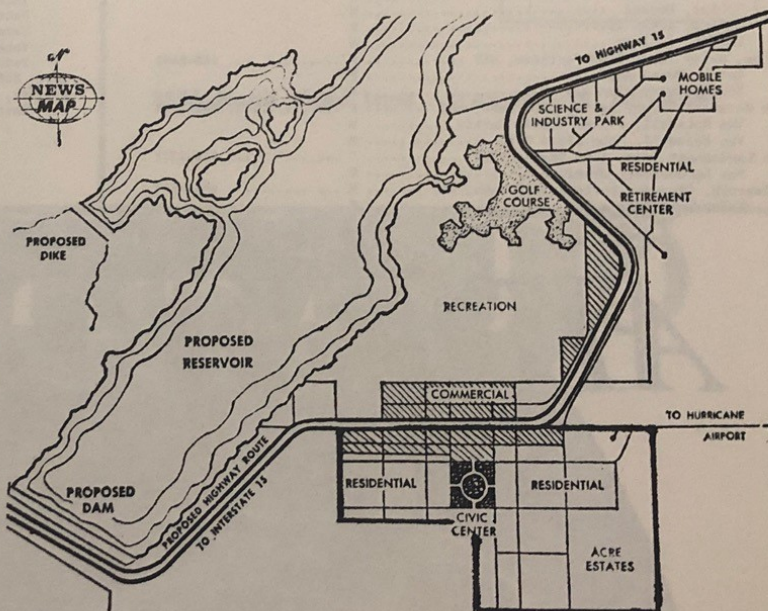 N
NEWS
MAP
TO HIGHWAY 15
MOBILE
HOMES
SCIENCE &
INDUSTRY PARK
RESIDENTIAL
GOLF
COURSE
RETIREMENT
CENTER
PROPOSED
DIKE
RECREATION
PROPOSED
RESERVOIR
COMMERCIAL
TO HURRICANE
AIRPORT
PROPOSED HIGHWAY ROUTE
TO INTERSTATE 15
RESIDENTIAL
RESIDENTIAL
PROPOSED
DAM
CIVIC
CENTER
ACRE
ESTATES